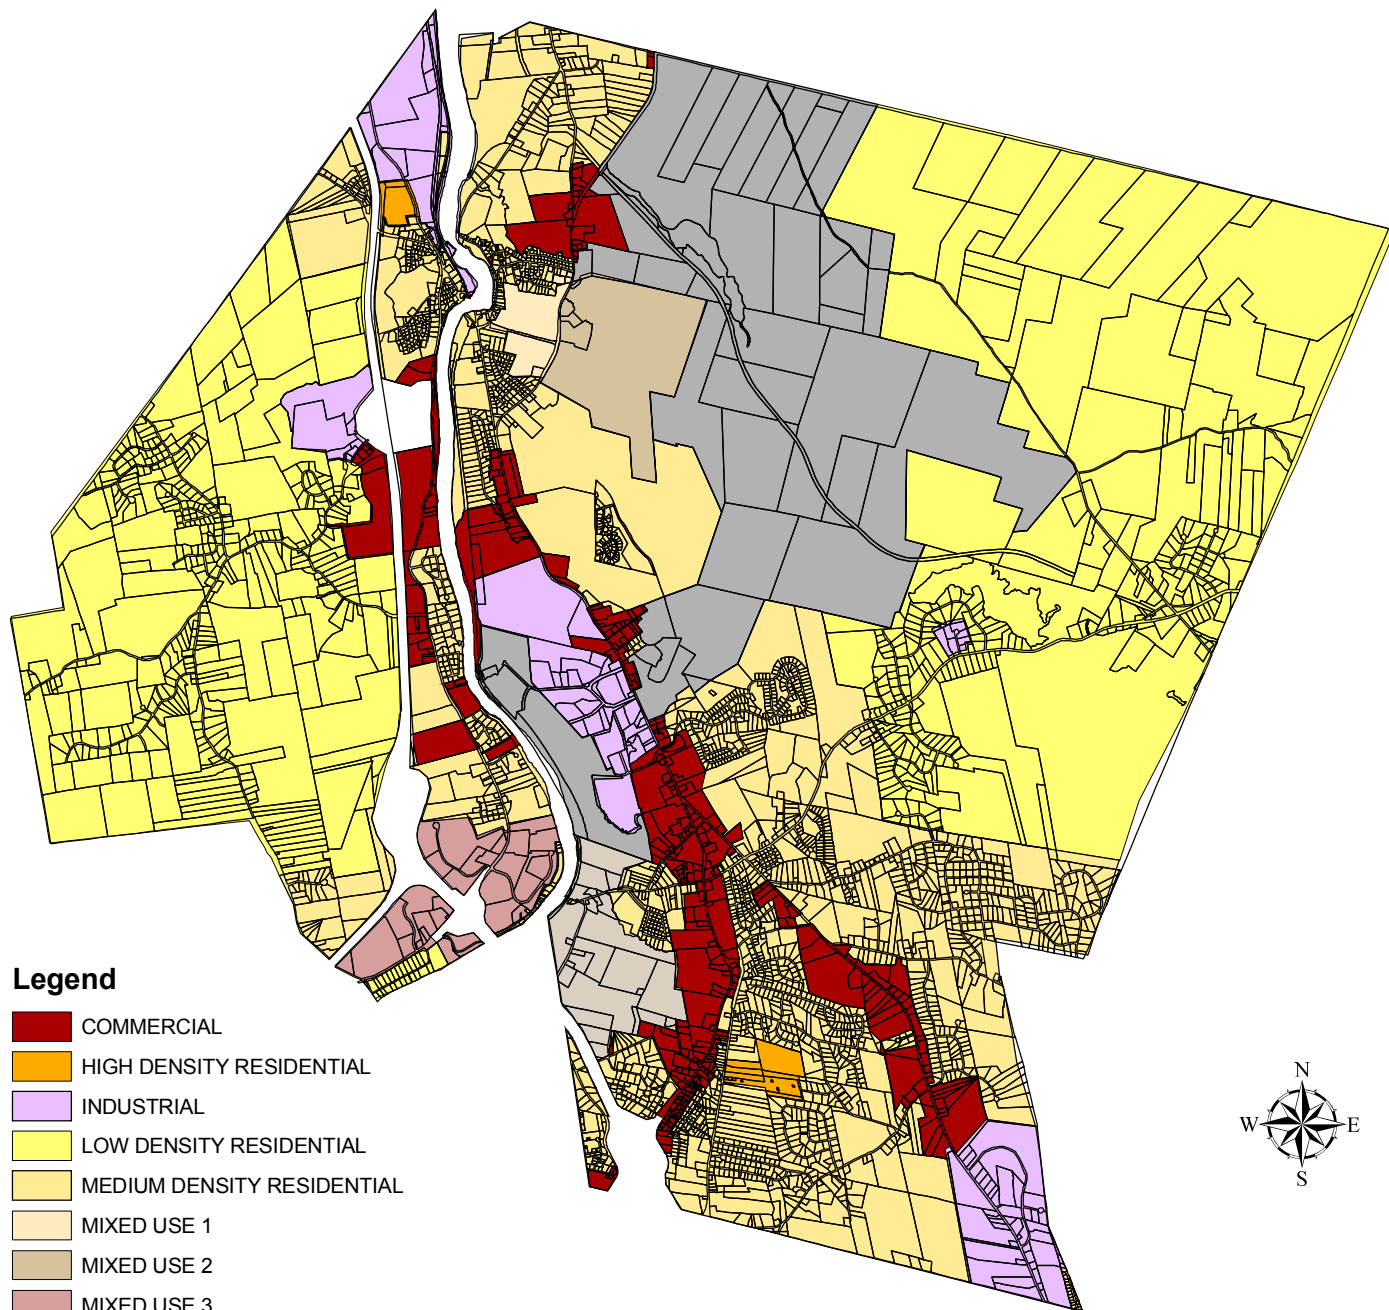 Legend
COMMERCIAL
HIGH DENSITY RESIDENTIAL
INDUSTRIAL
LOW DENSITY RESIDENTIAL
MEDIUM DENSITY RESIDENTIAL
MIXED USE 1
MIXED USE 2
MIXED USE 3
N
W E
S